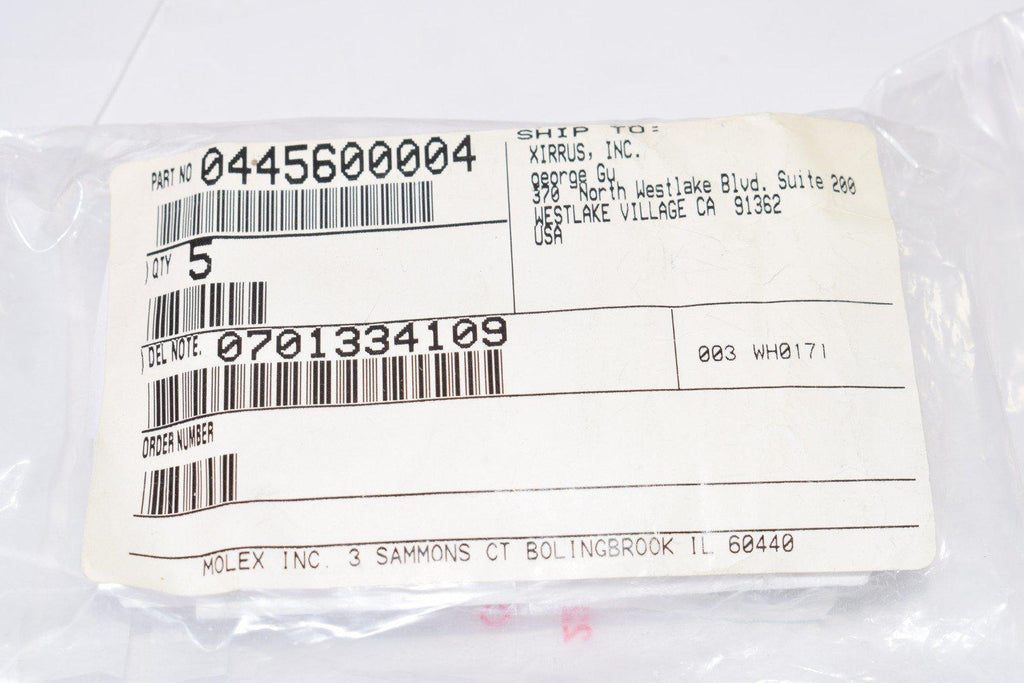 PART NO 0445600004
) QTY 5
) DEL NOTE. 0701334109
ORDER NUMBER
SHIP TO:
XIRRUS, INC.
george Gu
370 North Westlake Blvd. Suite 200
WESTLAKE VILLAGE CA 91362
USA
003 WH0171
MOLEX INC. 3 SAMMONS CT BOLINGBROOK IL 60440